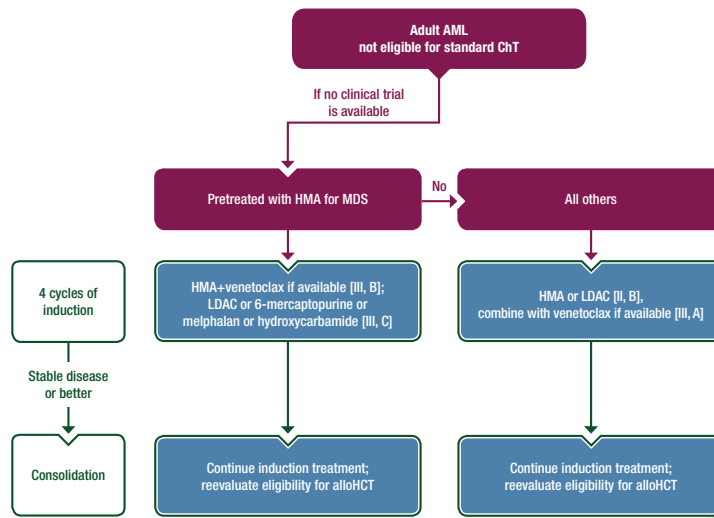 Adult AML
not eligible for standard ChT
If no clinical trial
is available
Pretreated with HMA for MDS
No
All others
4 cycles of
induction
HMA+venetoclax if available [III, B];
LDAC or 6-mercaptopurine or
melphalan or hydroxycarbamide [III, C]
HMA or LDAC [II, B],
combine with venetoclax if available [III, A]
Stable disease
or better
Consolidation
Continue induction treatment;
reevaluate eligibility for alloHCT
Continue induction treatment;
reevaluate eligibility for alloHCT